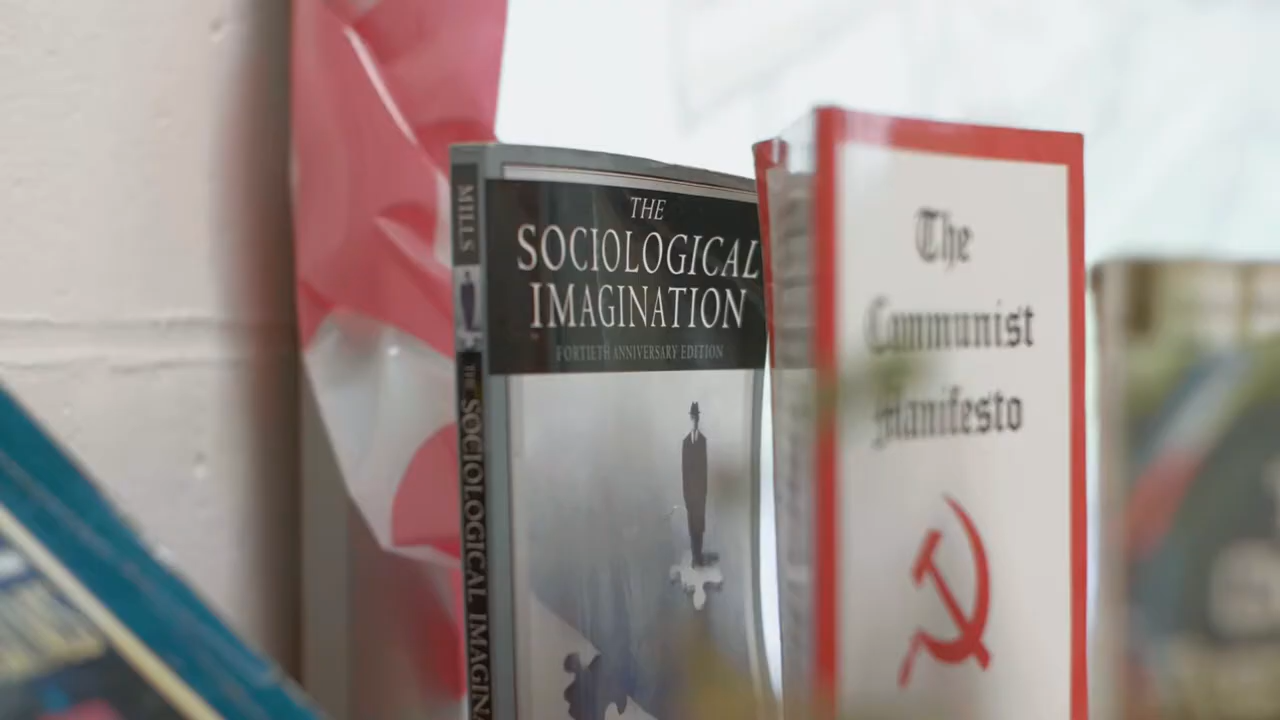 MILLS
THE SOCIOLOGICAL IMAGINA
THE
SOCIOLOGICAL
IMAGINATION
FORTIETH ANNIVERSARY EDITION
The
Communist
Manifesto